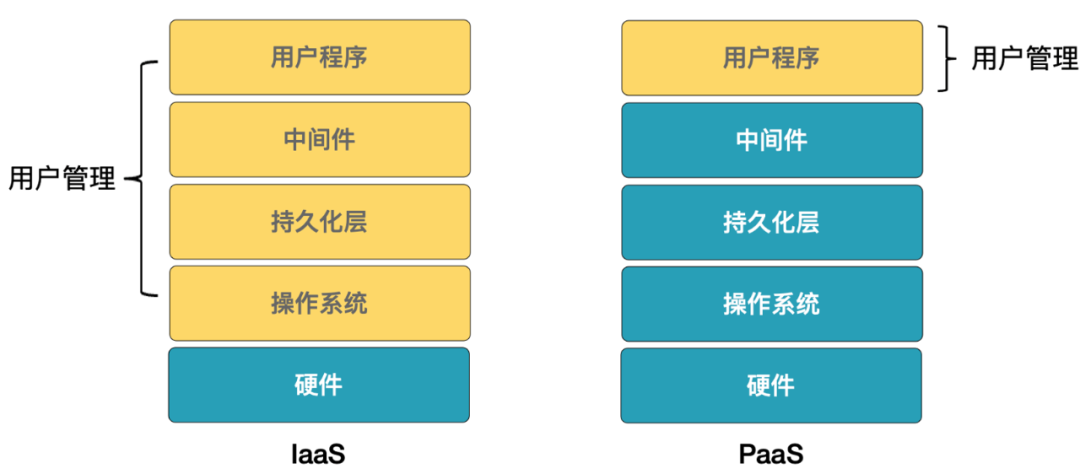 用户程序
中间件
用户管理
持久化层
操作系统
硬件
IaaS
用户程序
用户管理
中间件
持久化层
操作系统
硬件
PaaS